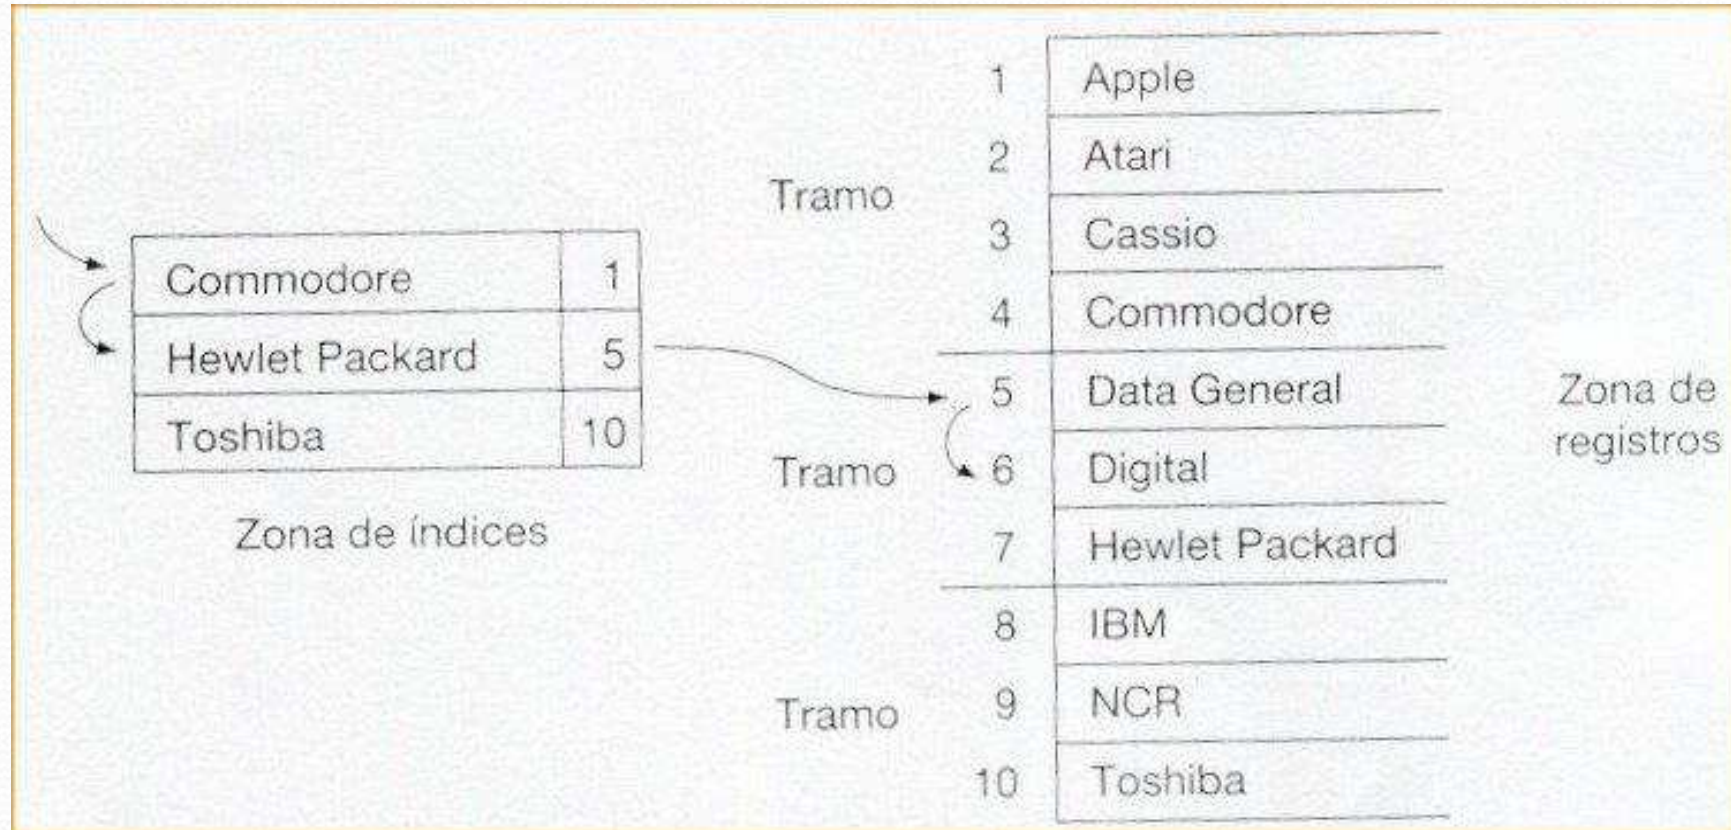 Commodore 1
Hewlet Packard 5
Toshiba 10
Zona de índices
Tramo
Tramo
Tramo
1 Apple
2 Atari
3 Cassio
4 Commodore
5 Data General
6 Digital
7 Hewlet Packard
8 IBM
9 NCR
10 Toshiba
Zona de
registros